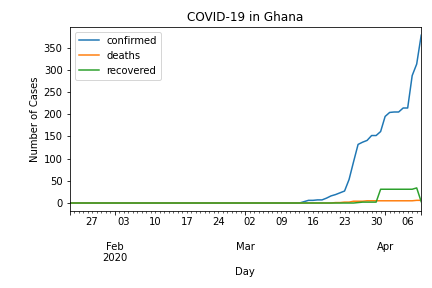 COVID-19 in Ghana
confirmed
deaths
recovered
Number of Cases
350
300
250
200
150
100
50
0
27 03 10 17 24 02 09 16 23 30 06
Feb Mar Apr
2020
Day